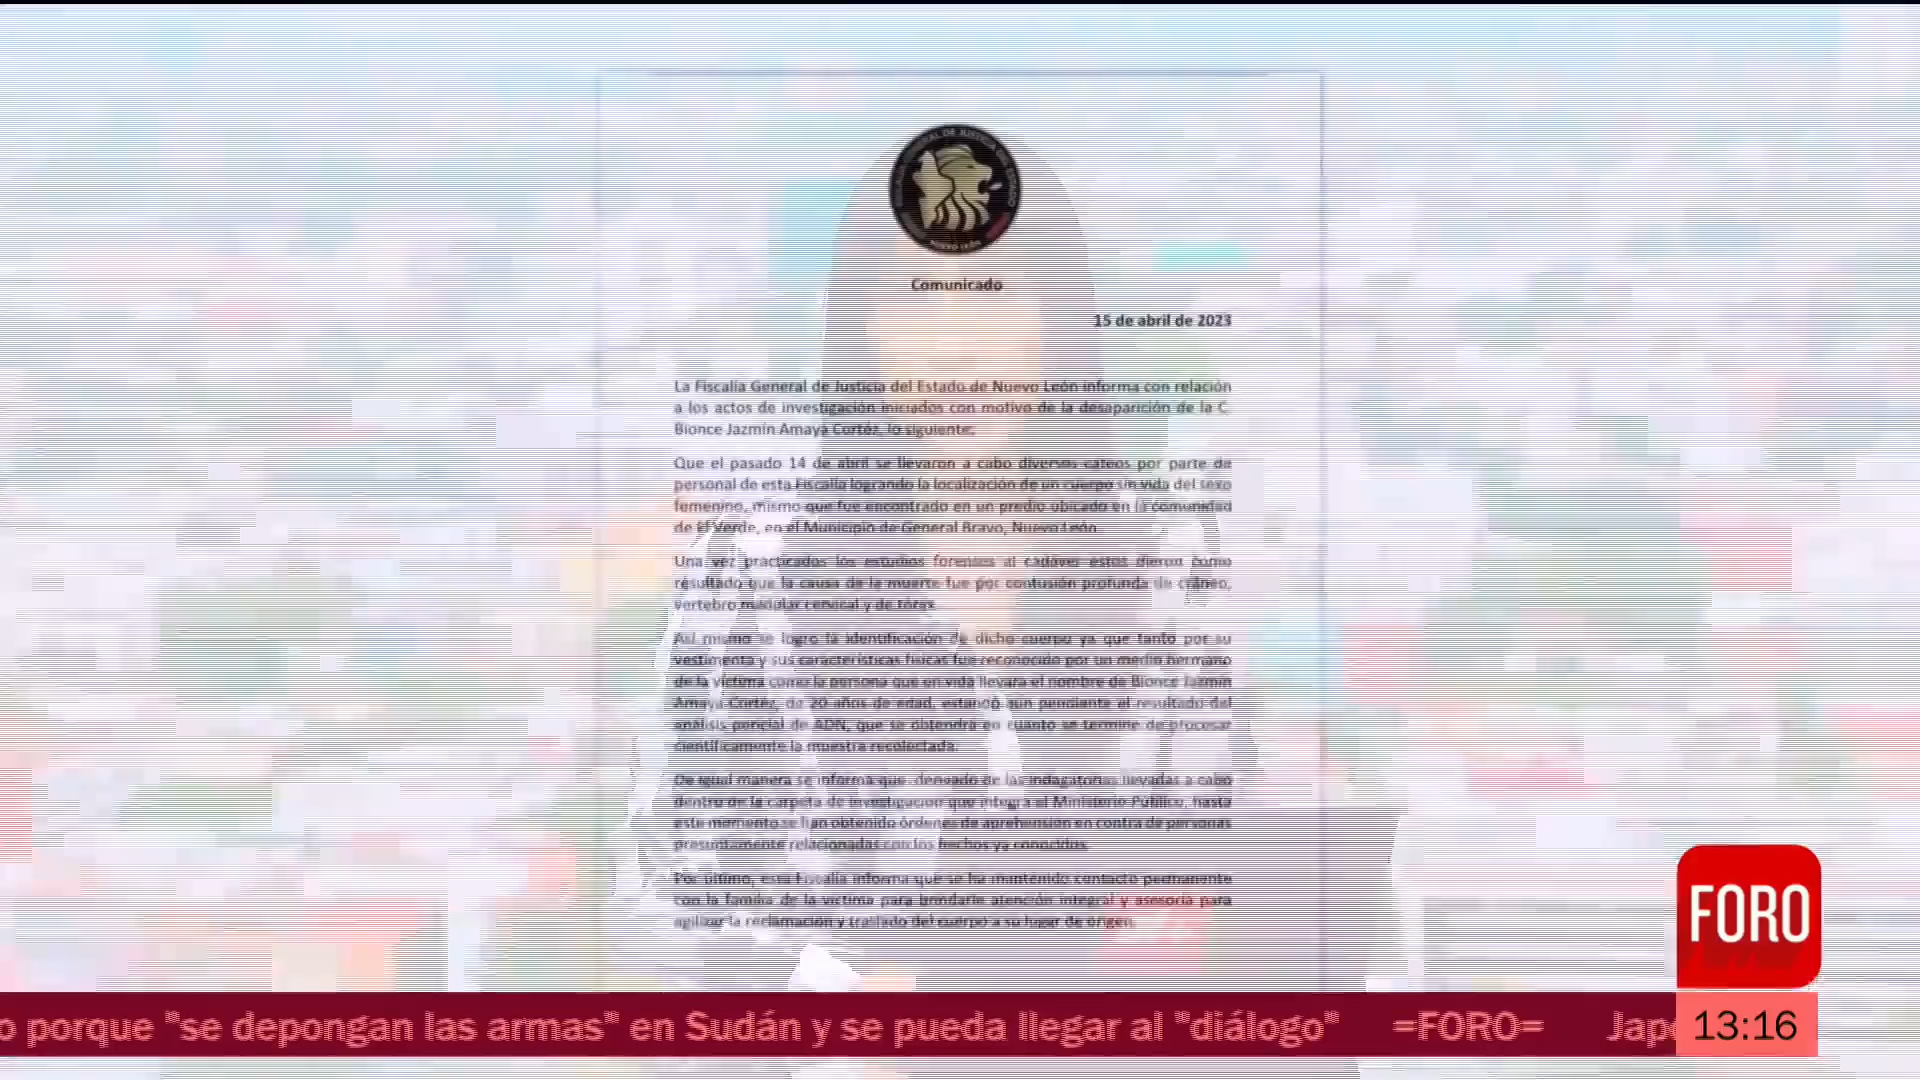 NUEVO LEÓN
Comunicado
15 de abril de 2023
La Fiscalía General de Justicia del Estado de Nuevo León informa con relación
a los actos de investigación iniciados con motivo de la desaparición de la C.
Bionce Jazmín Amaya Cortéz, lo siguiente:
Que el pasado 14 de abril se llevaron a cabo diversos cateos por parte de
personal de esta Fiscalía logrando la localización de un cuerpo sin vida del sexo
femenino, mismo que fue encontrado en un predio ubicado en la comunidad
de El Verde, en el Municipio de General Bravo, Nuevo León.
Una vez practicados los estudios forenses al cadáver estos dieron como
resultado que la causa de la muerte fue por contusión profunda de cráneo,
vertebro madular cervical y de tórax.
Así mismo se logro la identificación de dicho cuerpo ya que tanto por su
vestimenta y sus características físicas fue reconocido por un medio hermano
de la víctima como la persona que en vida llevara el nombre de Bionce Jazmín
Amaya Cortéz, de 20 años de edad, estando aún pendiente el resultado del
análisis pericial de ADN, que se obtendrá en cuanto se termine de procesar
científicamente la muestra recolectada.
De igual manera se informa que derivado de las indagatorias llevadas a cabo
dentro de la carpeta de investigación que integra el Ministerio Público, hasta
este momento se han obtenido órdenes de aprehensión en contra de personas
presuntamente relacionadas con los hechos ya conocidos.
Por último, esta Fiscalía informa que se ha mantenido contacto permanente
con la familia de la víctima para brindarle atención integral y asesoría para
agilizar la reclamación y traslado del cuerpo a su lugar de origen.
FORO
o porque "se depongan las armas" en Sudán y se pueda llegar al "diálogo" =FORO= Jap
13:16